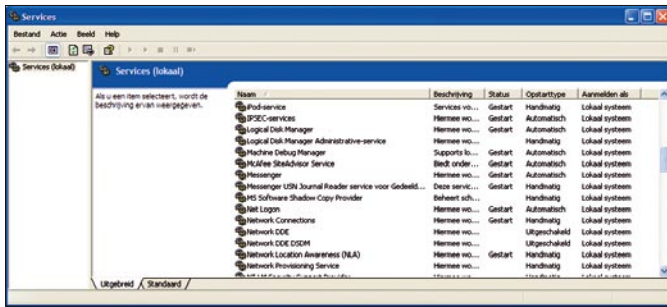 Services
Bestand Actie Beeld Help
Services (lokaal)
Services (lokaal)
Als u een item selecteert, wordt de
beschrijving ervan weergegeven.
Naam Beschrijving Status Opstarttype Aanmelden als
iPod-service Services vo... Gestart Handmatig Lokaal systeem
IPSEC-services Hiermee wo... Gestart Automatisch Lokaal systeem
Logical Disk Manager Hiermee wo... Gestart Automatisch Lokaal systeem
Logical Disk Manager Administrative-service Hiermee wo... Handmatig Lokaal systeem
Machine Debug Manager Supports lo... Gestart Automatisch Lokaal systeem
McAfee SiteAdvisor Service Biedt onder... Gestart Automatisch Lokaal systeem
Messenger Hiermee wo... Gestart Automatisch Lokaal systeem
Messenger USN Journal Reader service voor Gedeeld... Deze servic... Gestart Handmatig Lokaal systeem
MS Software Shadow Copy Provider Beheert sch... Handmatig Lokaal systeem
Net Logon Hiermee wo... Gestart Automatisch Lokaal systeem
Network Connections Hiermee wo... Gestart Handmatig Lokaal systeem
Network DDE Hiermee wo... Uitgeschakeld Lokaal systeem
Network DDE DSDM Hiermee wo... Uitgeschakeld Lokaal systeem
Network Location Awareness (NLA) Hiermee wo... Gestart Handmatig Lokaal systeem
Network Provisioning Service Hiermee wo... Handmatig Lokaal systeem
Uitgebreid Standaard